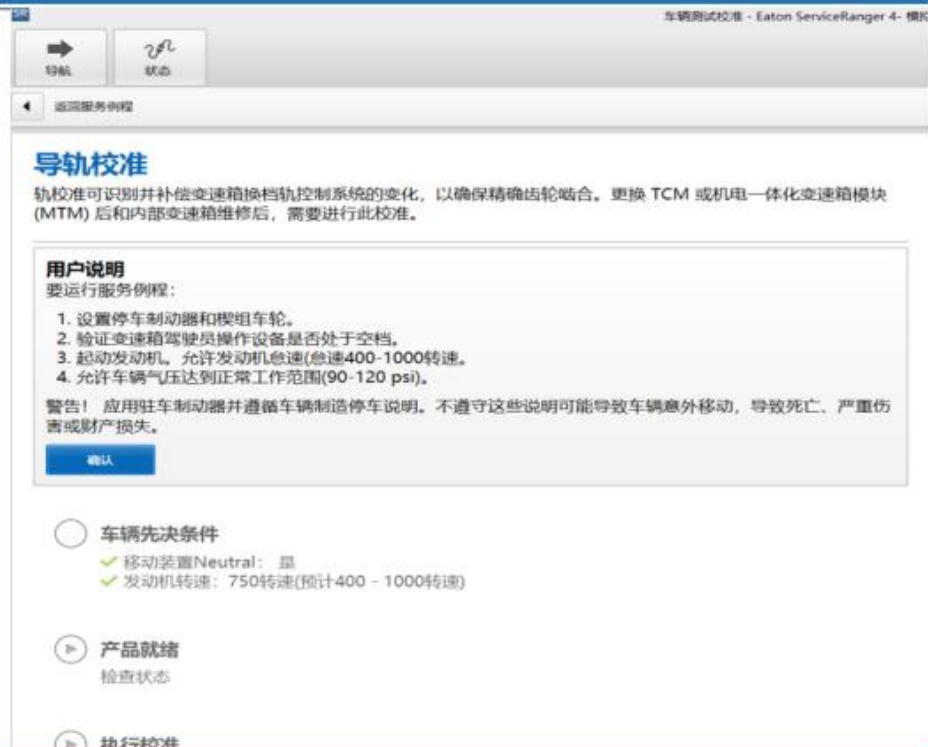 SR
车辆测试校准 - Eaton ServiceRanger 4- 模拟
导航
状态
返回服务例程
导轨校准
轨校准可识别并补偿变速箱换档轨控制系统的变化，以确保精确齿轮啮合。更换 TCM 或机电一体化变速箱模块
(MTM) 后和内部变速箱维修后，需要进行此校准。
用户说明
要运行服务例程：
1. 设置停车制动器和楔组车轮。
2. 验证变速箱驾驶员操作设备是否处于空档。
3. 起动发动机。允许发动机怠速(怠速400-1000转速。
4. 允许车辆气压达到正常工作范围(90-120 psi)。
警告！ 应用驻车制动器并遵循车辆制造停车说明。不遵守这些说明可能导致车辆意外移动，导致死亡、严重伤
害或财产损失。
确认
车辆先决条件
移动装置Neutral： 是
发动机转速：750转速(预计400 - 1000转速)
产品就绪
检查状态
执行校准